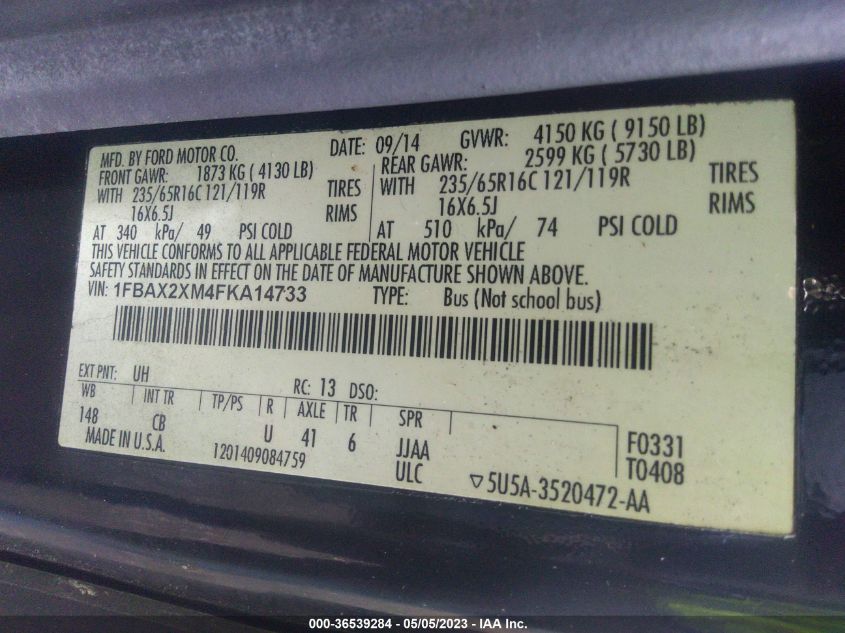 MFD. BY FORD MOTOR CO. DATE: 09/14 GVWR: 4150 KG ( 9150 LB)
FRONT GAWR: 1873 KG ( 4130 LB) REAR GAWR: 2599 KG ( 5730 LB)
WITH 235/65R16C 121/119R TIRES WITH 235/65R16C 121/119R TIRES
16X6.5J RIMS 16X6.5J RIMS
AT 340 kPa/ 49 PSI COLD AT 510 kPa/ 74 PSI COLD
THIS VEHICLE CONFORMS TO ALL APPLICABLE FEDERAL MOTOR VEHICLE
SAFETY STANDARDS IN EFFECT ON THE DATE OF MANUFACTURE SHOWN ABOVE.
VIN: 1FBAX2XM4FKA14733 TYPE: Bus (Not school bus)
EXT PNT: UH RC: 13 DSO:
WB INT TR TP/PS R AXLE TR SPR
148 CB U 41 6 JJAA F0331
MADE IN U.S.A. 1201409084759 ULC T0408
▽5U5A-3520472-AA
000-36539284 - 05/05/2023 - IAA Inc.